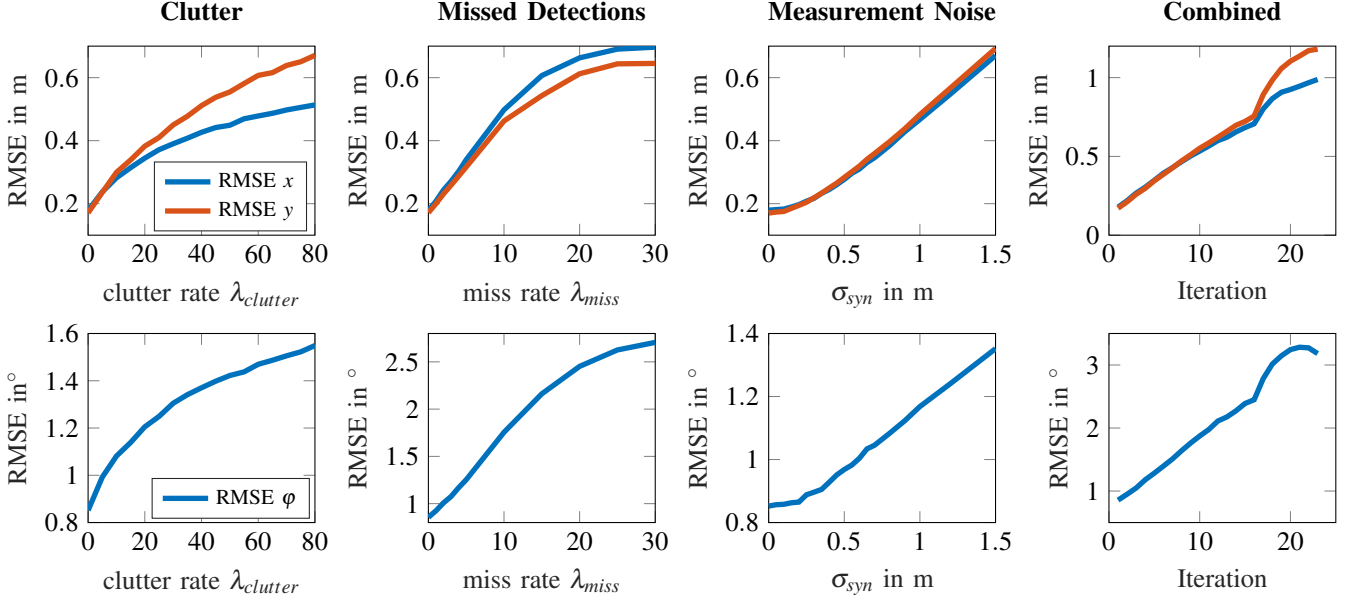 Clutter
Missed Detections
Measurement Noise
Combined
RMSE in m
0.6
0.4
0.2
0 20 40 60 80
clutter rate λclutter
RMSE x
RMSE y
RMSE in m
0.6
0.4
0.2
0 10 20 30
miss rate λmiss
RMSE in m
0.6
0.4
0.2
0 0.5 1 1.5
σsyn in m
RMSE in m
1
0.5
0
0 10 20
Iteration
RMSE in°
1.6
1.4
1.2
1
0.8
0 20 40 60 80
clutter rate λclutter
RMSE φ
RMSE in °
2.5
2
1.5
1
0 10 20 30
miss rate λmiss
RMSE in °
1.4
1.2
1
0.8
0 0.5 1 1.5
σsyn in m
RMSE in °
3
2
1
0 10 20
Iteration